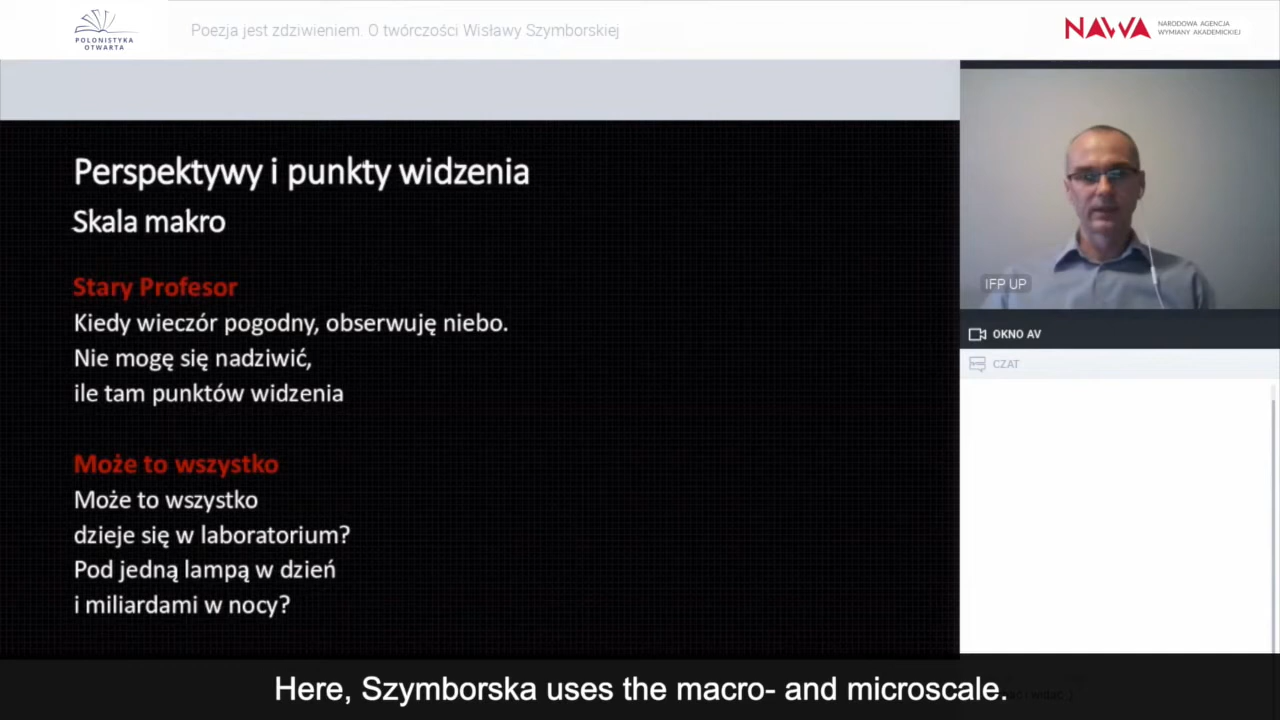 POLONISTYKA
OTWARTA
Poezja jest zdziwieniem. O twórczości Wisławy Szymborskiej
NAWA
NARODOWA AGENCJA
WYMIANY AKADEMICKIEJ
Perspektywy i punkty widzenia
Skala makro
Stary Profesor
Kiedy wieczór pogodny, obserwuję niebo.
Nie mogę się nadziwić,
ile tam punktów widzenia
Może to wszystko
Może to wszystko
dzieje się w laboratorium?
Pod jedną lampą w dzień
i miliardami w nocy?
IFP UP
OKNO AV
CZAT
Here, Szymborska uses the macro- and microscale.